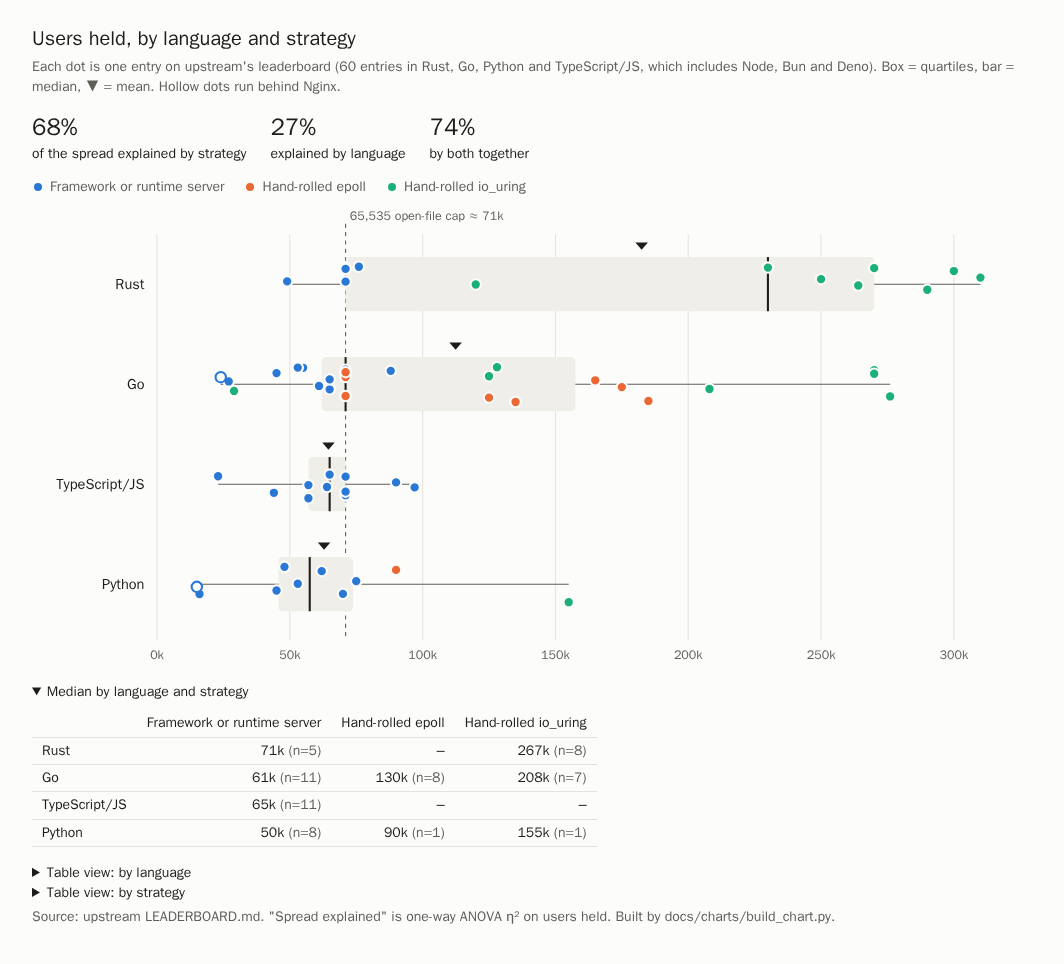 Users held, by language and strategy
Each dot is one entry on upstream's leaderboard (60 entries in Rust, Go, Python and TypeScript/JS, which includes Node, Bun and Deno). Box = quartiles, bar =
median, ▼ = mean. Hollow dots run behind Nginx.
68% 27% 74%
of the spread explained by strategy explained by language by both together
Framework or runtime server Hand-rolled epoll Hand-rolled io_uring
65,535 open-file cap ≈ 71k
Rust
Go
TypeScript/JS
Python
0k 50k 100k 150k 200k 250k 300k
▼ Median by language and strategy
Framework or runtime server Hand-rolled epoll Hand-rolled io_uring
Rust 71k (n=5) – 267k (n=8)
Go 61k (n=11) 130k (n=8) 208k (n=7)
TypeScript/JS 65k (n=11) – –
Python 50k (n=8) 90k (n=1) 155k (n=1)
▶ Table view: by language
▶ Table view: by strategy
Source: upstream LEADERBOARD.md. "Spread explained" is one-way ANOVA η² on users held. Built by docs/charts/build_chart.py.